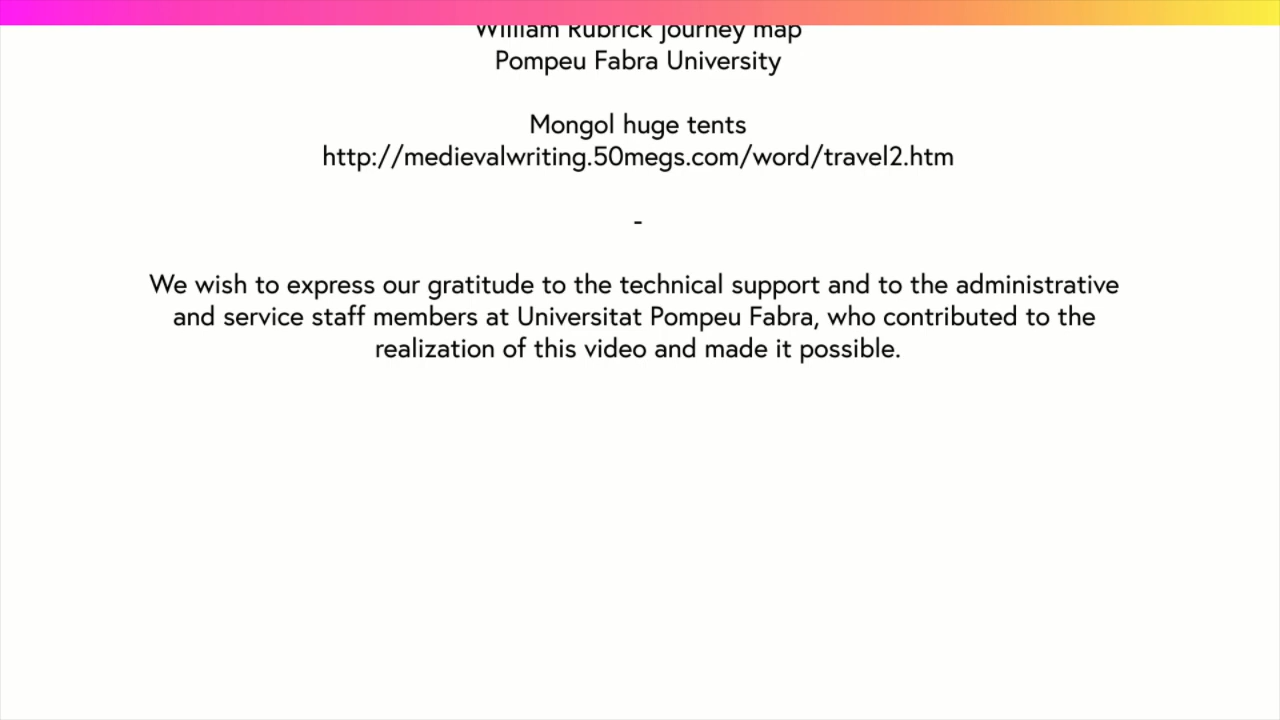 William Rubrick journey map
Pompeu Fabra University
Mongol huge tents
http://medievalwriting.50megs.com/word/travel2.htm
-
We wish to express our gratitude to the technical support and to the administrative
and service staff members at Universitat Pompeu Fabra, who contributed to the
realization of this video and made it possible.